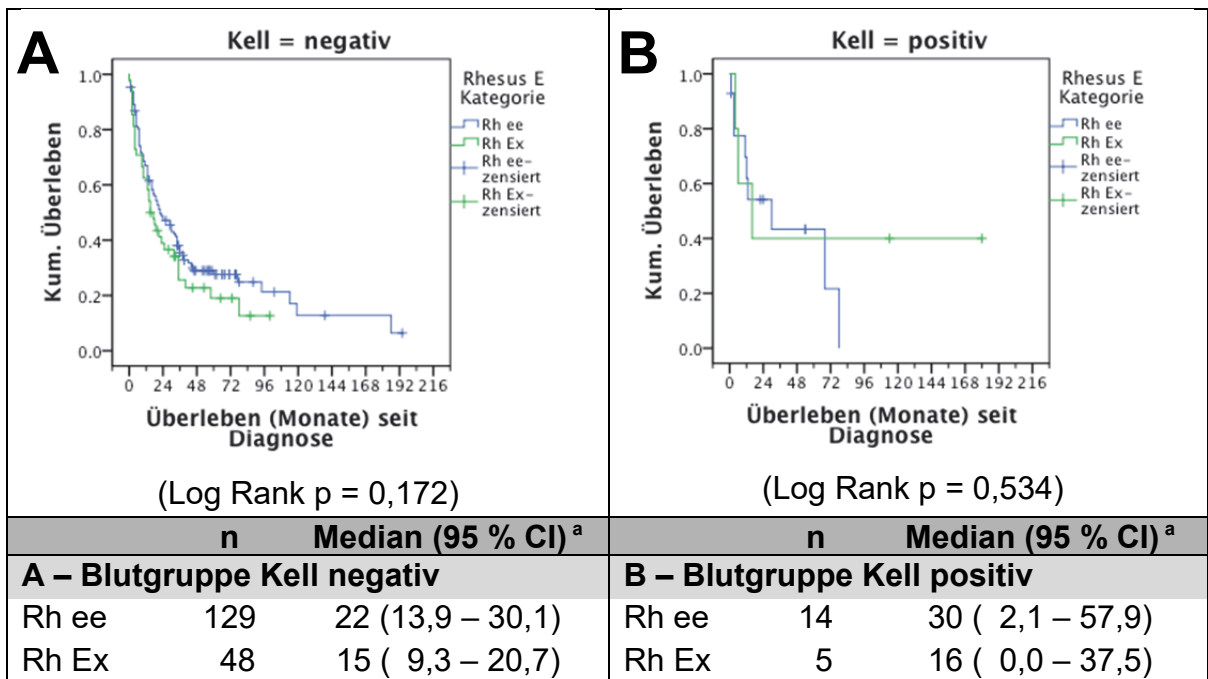 A
Kell = negativ
Kum. Überleben
1.0
0.8
0.6
0.4
0.2
0.0
0 24 48 72 96 120 144 168 192 216
Überleben (Monate) seit
Diagnose
Rhesus E
Kategorie
Rh ee
Rh Ex
Rh ee-
zensiert
Rh Ex-
zensiert
(Log Rank p = 0,172)
B
Kell = positiv
Kum. Überleben
1.0
0.8
0.6
0.4
0.2
0.0
0 24 48 72 96 120 144 168 192 216
Überleben (Monate) seit
Diagnose
Rhesus E
Kategorie
Rh ee
Rh Ex
Rh ee-
zensiert
Rh Ex-
zensiert
(Log Rank p = 0,534)
n Median (95 % CI) a
A – Blutgruppe Kell negativ
Rh ee 129 22 (13,9 – 30,1)
Rh Ex 48 15 ( 9,3 – 20,7)
n Median (95 % CI) a
B – Blutgruppe Kell positiv
Rh ee 14 30 ( 2,1 – 57,9)
Rh Ex 5 16 ( 0,0 – 37,5)